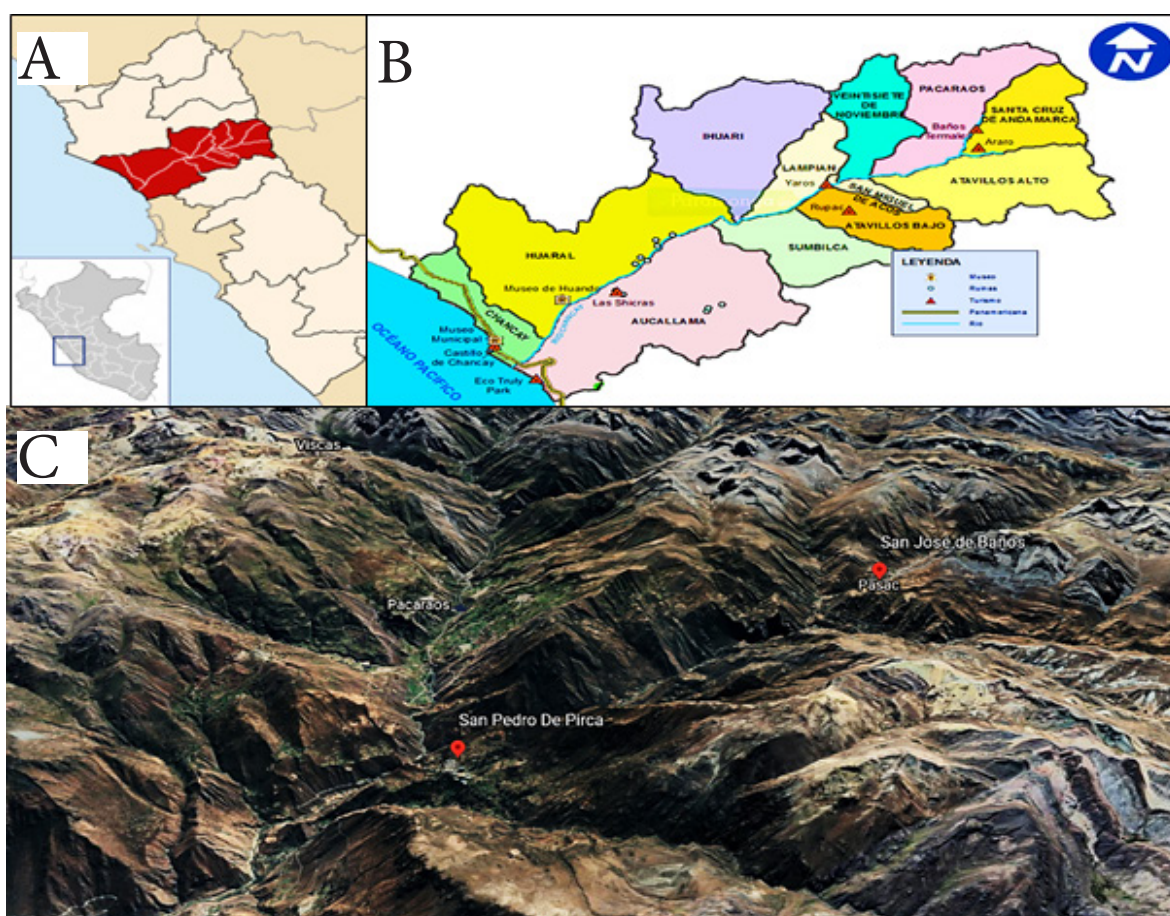 A
B
N
PACARAOS
VEINTISIETE
DE
NOVIEMBRE
SANTA CRUZ
DE ANDAMARCA
IHUARI
Baños
Termale
Araro
LAMPIAN
Yaros
ATAVILLOS ALTO
SAN MIGUEL
DE ACOS
Rupac
ATAVILLOS BAJO
SUMBILCA
HUARAL
LEYENDA
Museo
Ruinas
Turismo
Panamericana
Rio
Museo de Huando
Las Shicras
CHANCAY
AUCALLAMA
Museo
Municipal
Castillo
de Chancay
OCÉANO PACIFICO
Eco Truly
Park
C
Viscas
San Jose de Baños
Pasac
Pacaraos
San Pedro De Pirca